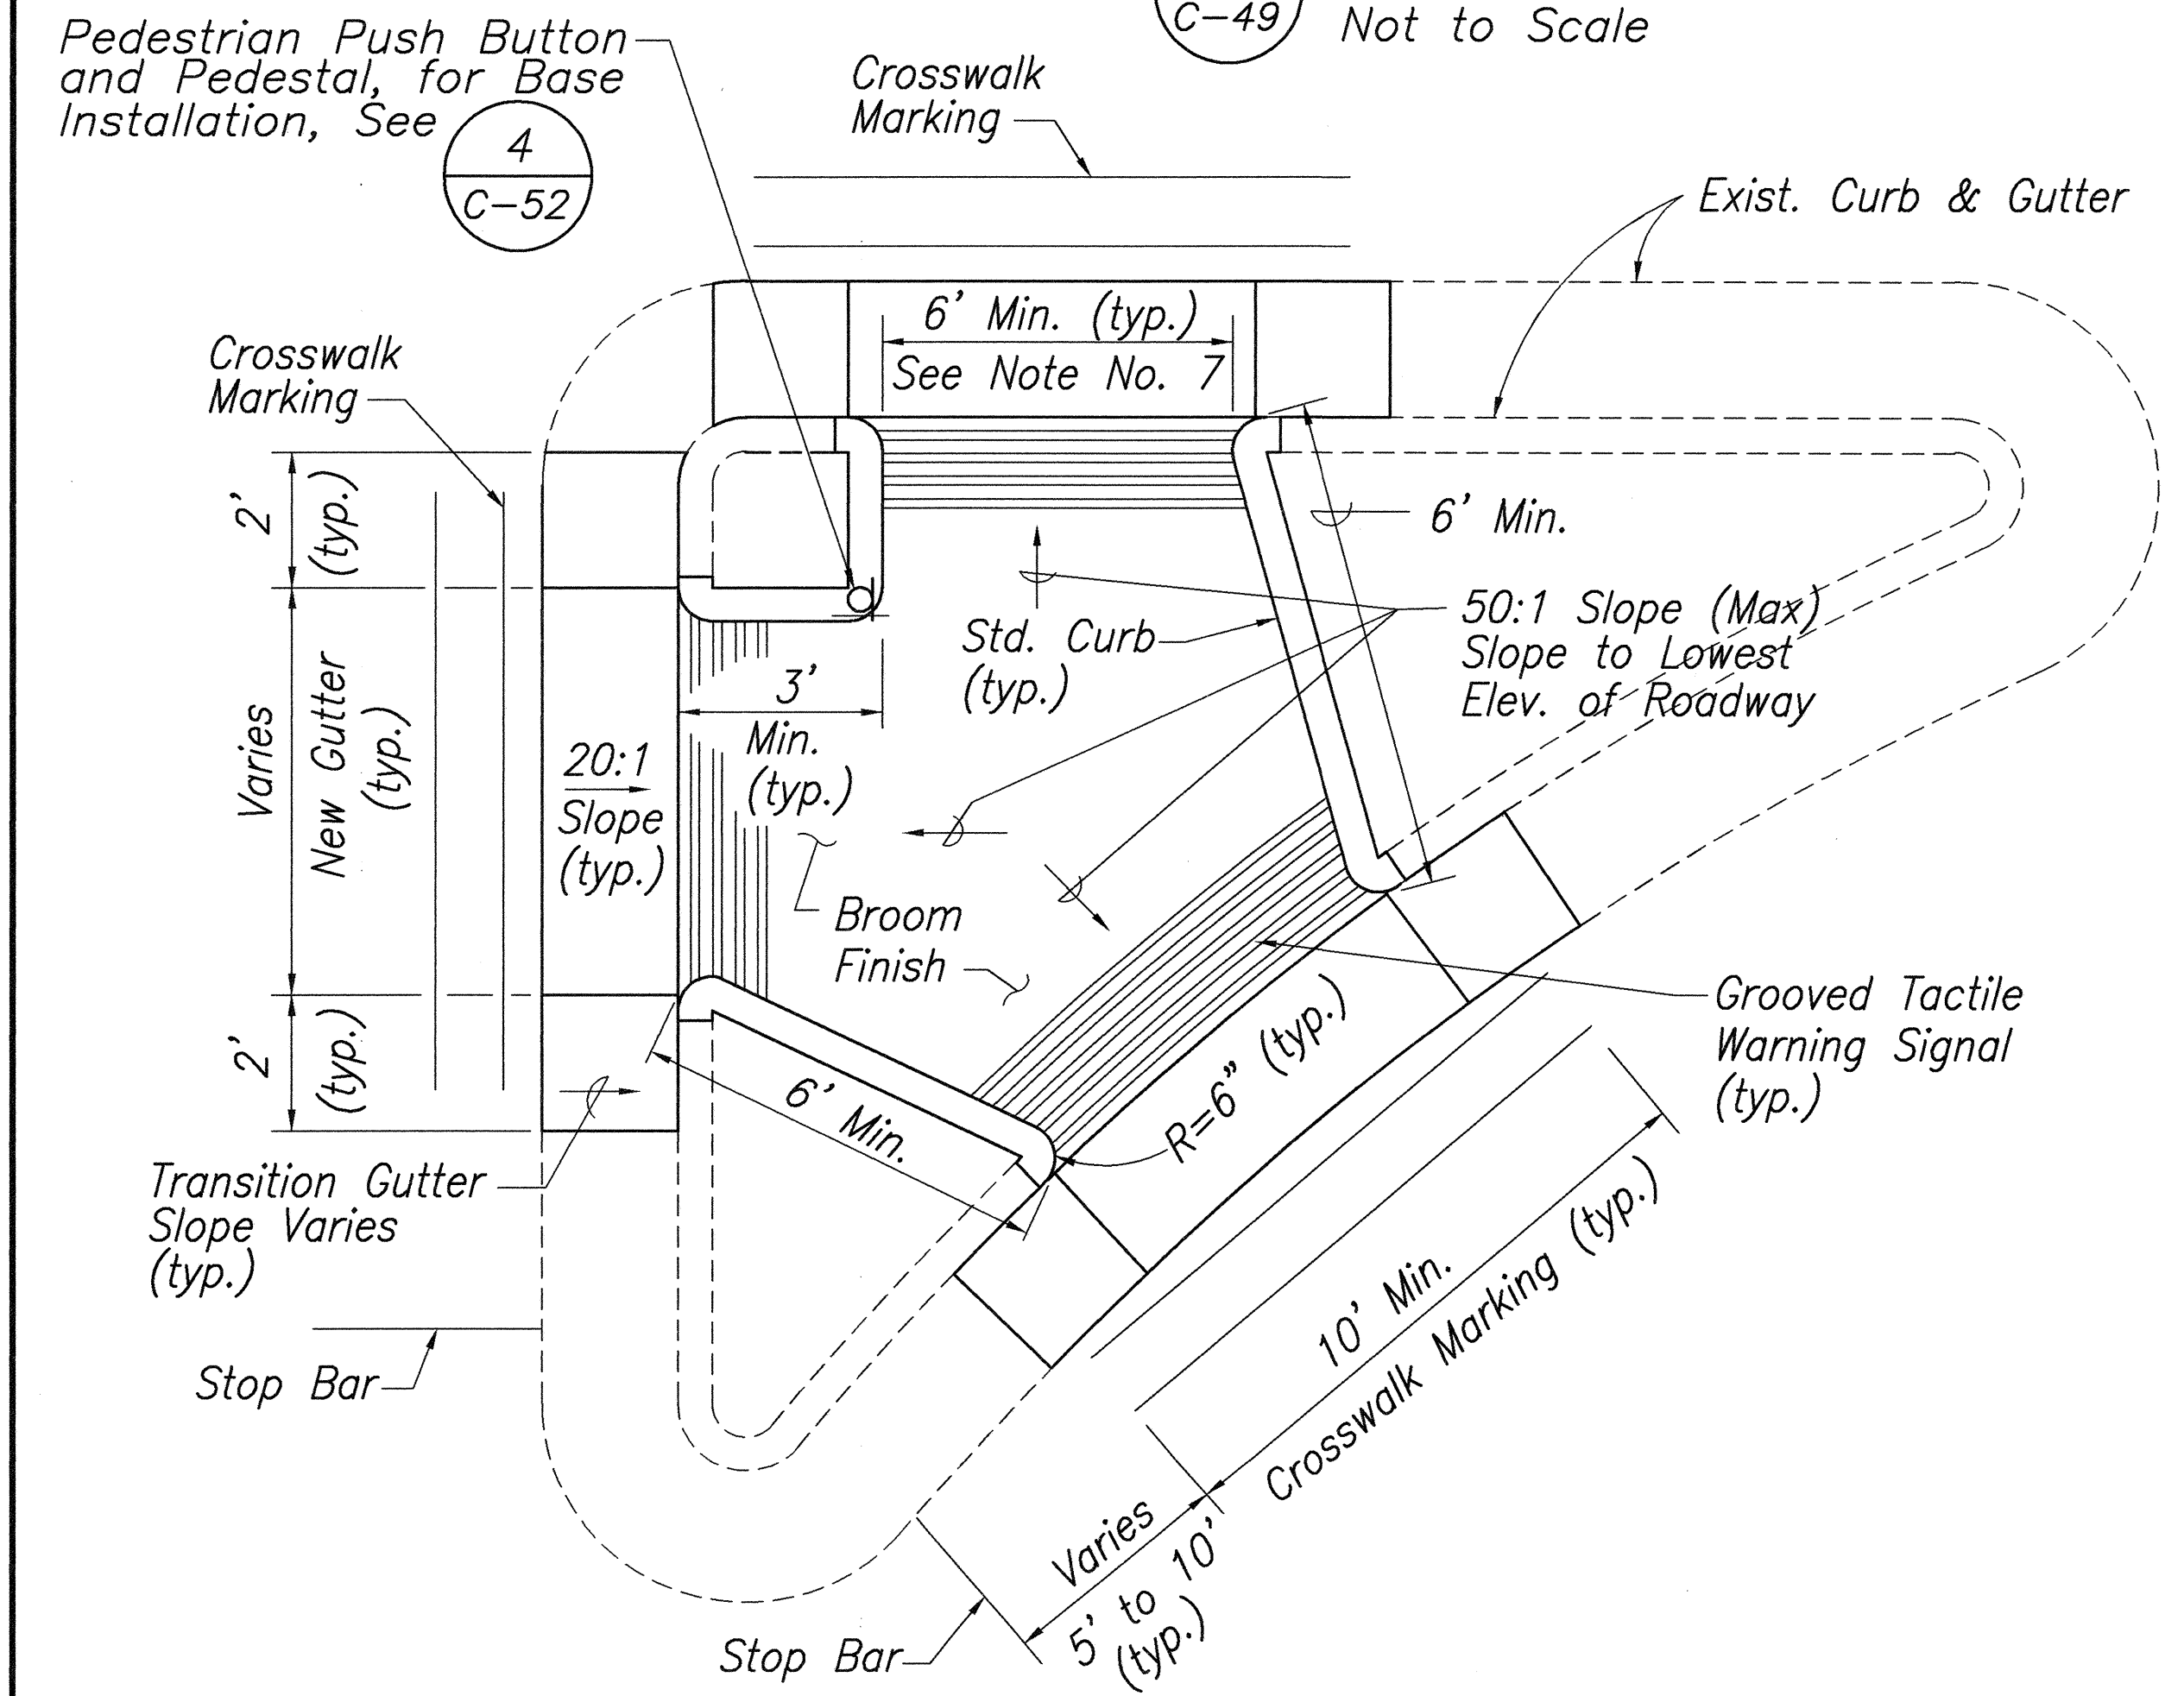 C-49
Not to Scale
Pedestrian Push Button
and Pedestal, for Base
Installation, See
4
C-52
Crosswalk
Marking
Exist. Curb & Gutter
6' Min. (typ.)
See Note No. 7
Crosswalk
Marking
2'
(typ.)
6' Min.
50:1 Slope (Max)
Slope to Lowest
Elev. of Roadway
Std. Curb
(typ.)
3'
Min.
(typ.)
Varies
New Gutter
(typ.)
20:1
Slope
(typ.)
Broom
Finish
Grooved Tactile
Warning Signal
(typ.)
2'
(typ.)
6' Min.
R=6" (typ.)
Transition Gutter
Slope Varies
(typ.)
10' Min.
Crosswalk Marking (typ.)
Stop Bar
Varies
5' to 10'
(typ.)
Stop Bar